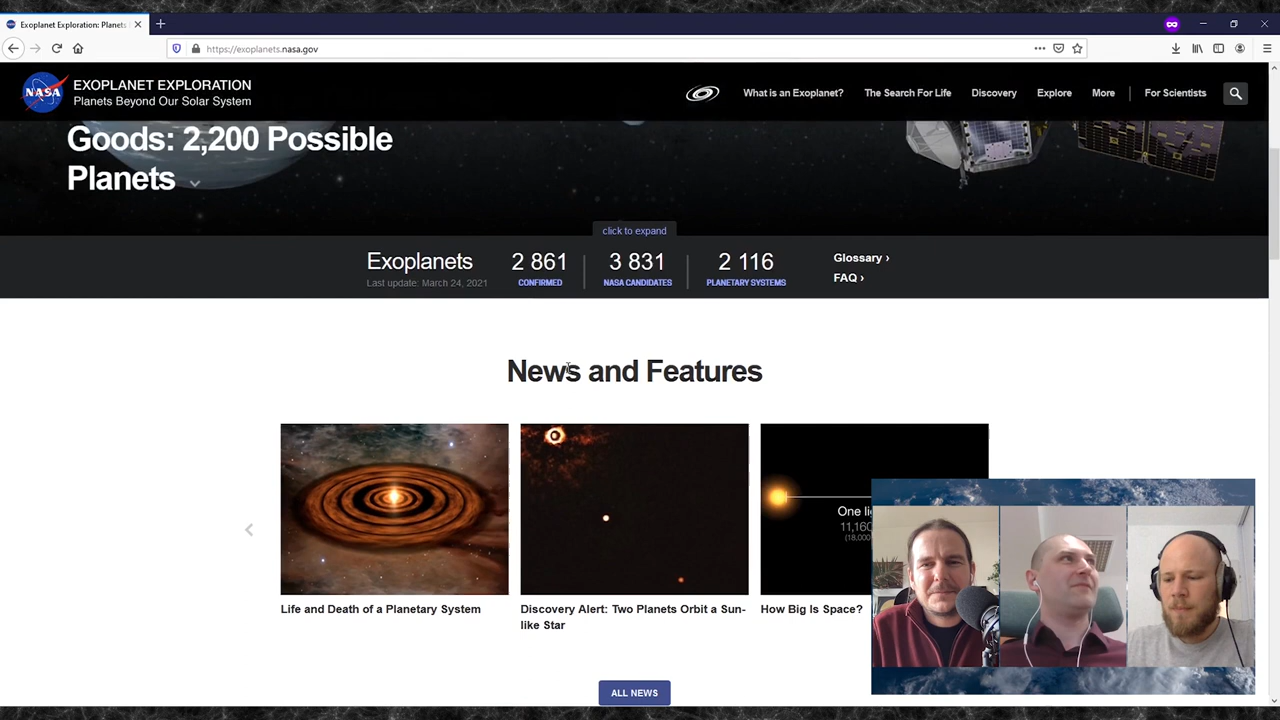 Exoplanet Exploration: Planets
https://exoplanets.nasa.gov
NASA
EXOPLANET EXPLORATION
Planets Beyond Our Solar System
What is an Exoplanet?
The Search For Life
Discovery
Explore
More
For Scientists
Goods: 2,200 Possible
Planets
click to expand
Exoplanets
Last update: March 24, 2021
2 861
CONFIRMED
3 831
NASA CANDIDATES
2 116
PLANETARY SYSTEMS
Glossary ›
FAQ ›
News and Features
One li
11,160
(18,000
Life and Death of a Planetary System
Discovery Alert: Two Planets Orbit a Sun-
like Star
How Big Is Space?
ALL NEWS